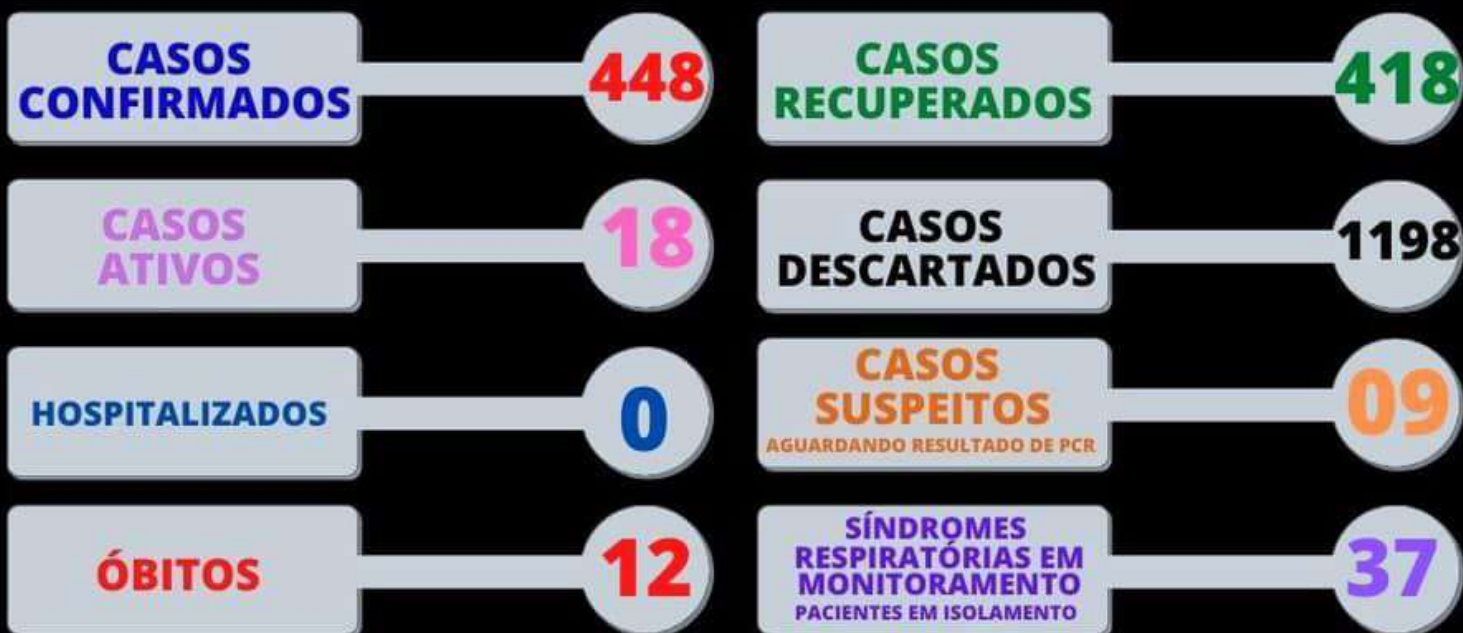 CASOS
CONFIRMADOS
448
CASOS
RECUPERADOS
418
CASOS
ATIVOS
18
CASOS
DESCARTADOS
1198
HOSPITALIZADOS
0
CASOS
SUSPEITOS
AGUARDANDO RESULTADO DE PCR
09
ÓBITOS
12
SÍNDROMES
RESPIRATÓRIAS EM
MONITORAMENTO
PACIENTES EM ISOLAMENTO
37